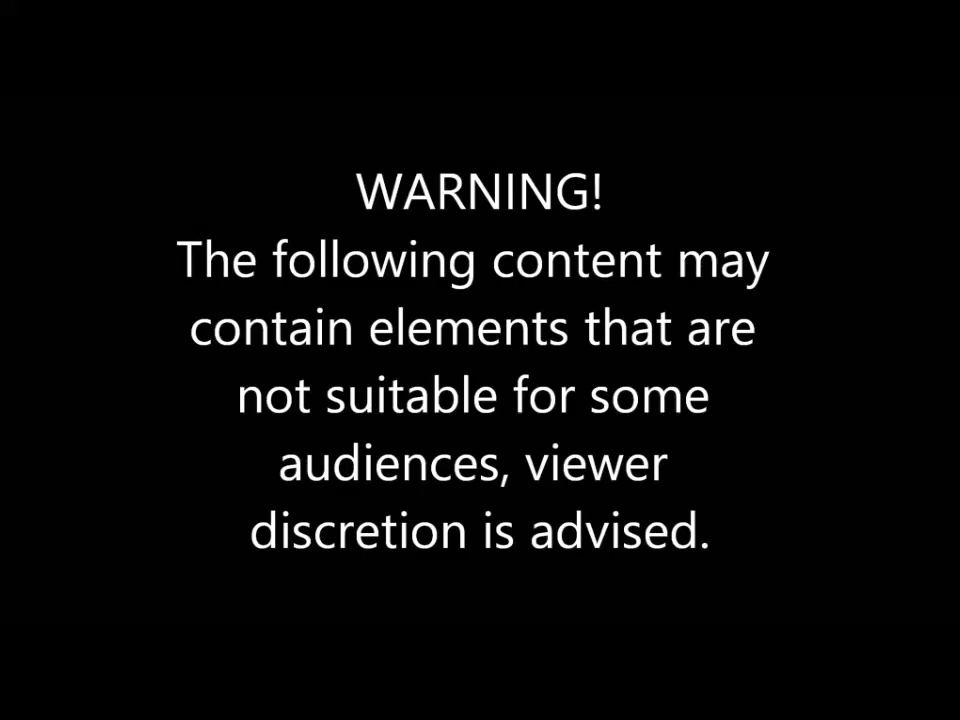 WARNING!
The following content may
contain elements that are
not suitable for some
audiences, viewer
discretion is advised.